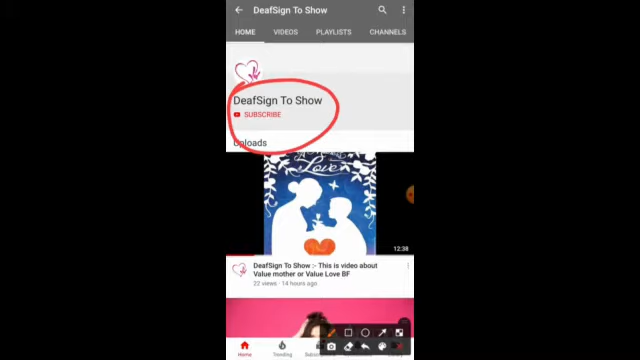 DeafSign To Show
HOME VIDEOS PLAYLISTS CHANNELS
DeafSign To Show
SUBSCRIBE
Uploads
Love
12:38
DeafSign To Show :- This is video about
Value mother or Value Love BF
22 views · 14 hours ago
Home Trending